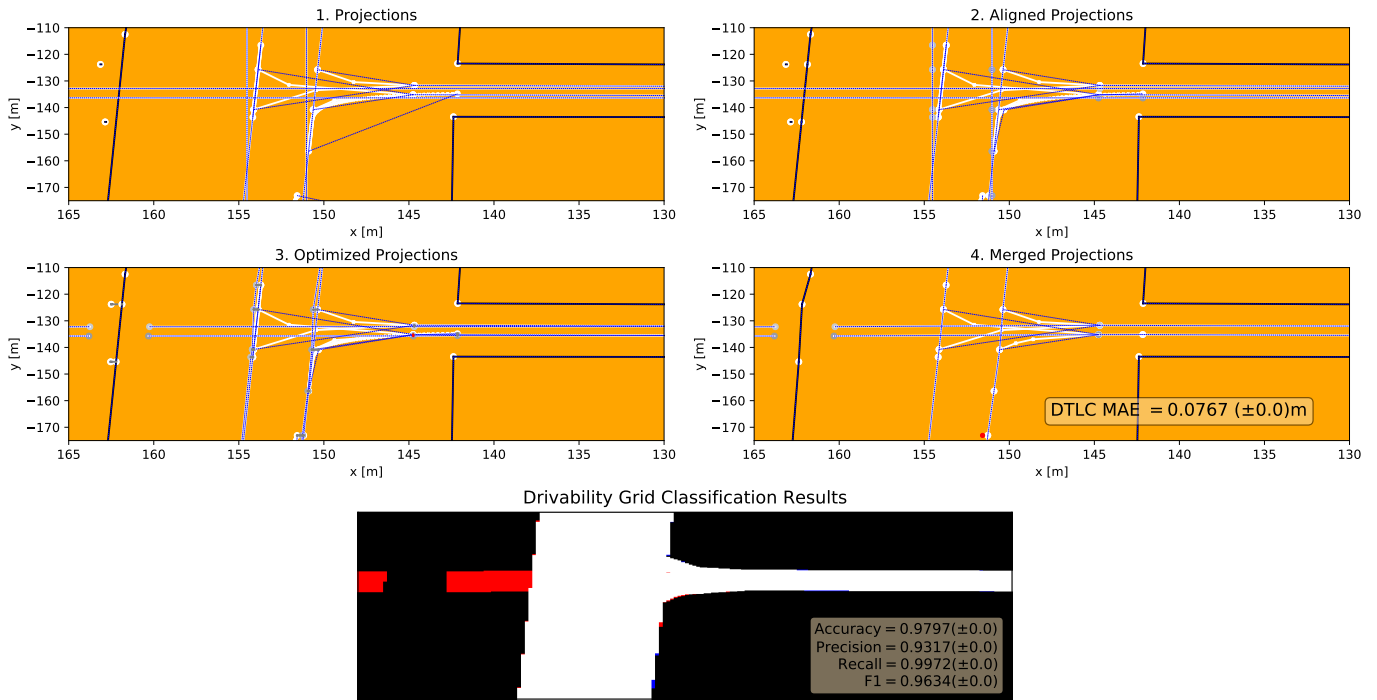 1. Projections
−110
−120
−130
−140
−150
−160
−170
y [m]
165 160 155 150 145 140 135 130
x [m]
2. Aligned Projections
−110
−120
−130
−140
−150
−160
−170
y [m]
165 160 155 150 145 140 135 130
x [m]
3. Optimized Projections
−110
−120
−130
−140
−150
−160
−170
y [m]
165 160 155 150 145 140 135 130
x [m]
4. Merged Projections
−110
−120
−130
−140
−150
−160
−170
y [m]
DTLC MAE = 0.0767 (±0.0)m
165 160 155 150 145 140 135 130
x [m]
Drivability Grid Classification Results
Accuracy = 0.9797(±0.0)
Precision = 0.9317(±0.0)
Recall = 0.9972(±0.0)
F1 = 0.9634(±0.0)